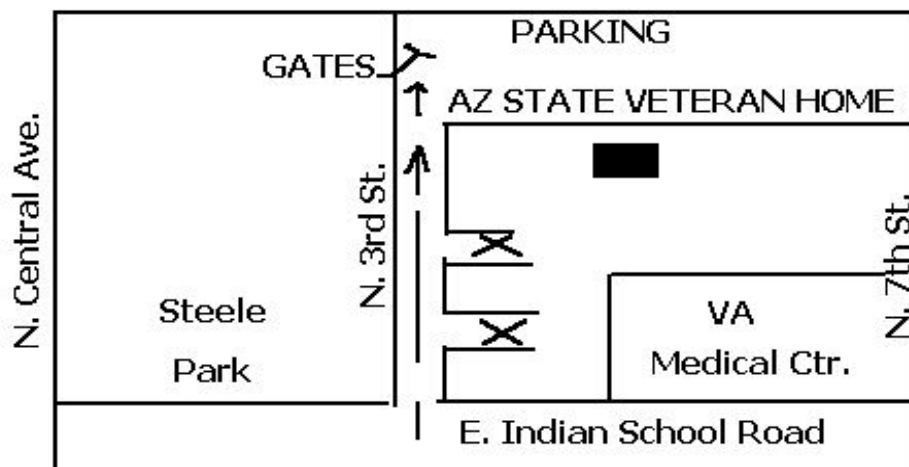 PARKING
GATES
AZ STATE VETERAN HOME
N. Central Ave.
N. 3rd St.
N. 7th St.
Steele
Park
VA
Medical Ctr.
E. Indian School Road